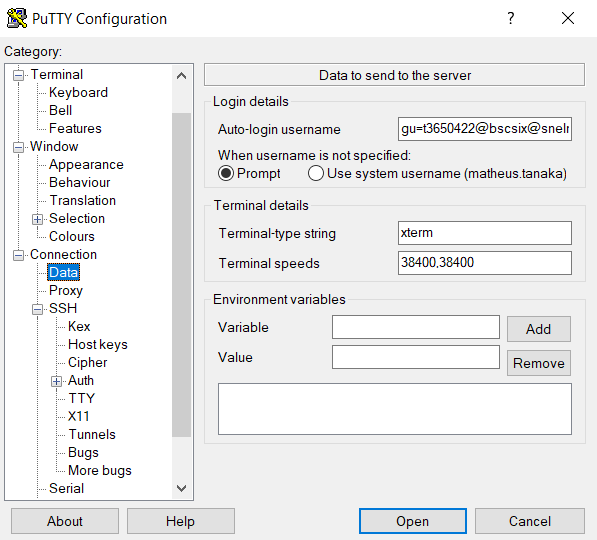 PuTTY Configuration
Category:
Terminal
Keyboard
Bell
Features
Window
Appearance
Behaviour
Translation
Selection
Colours
Connection
Data
Proxy
SSH
Kex
Host keys
Cipher
Auth
TTY
X11
Tunnels
Bugs
More bugs
Serial
Data to send to the server
Login details
Auto-login username gu=t3650422@bscsix@snelr
When username is not specified:
Prompt Use system username (matheus.tanaka)
Terminal details
Terminal-type string xterm
Terminal speeds 38400,38400
Environment variables
Variable Add
Value Remove
About Help Open Cancel